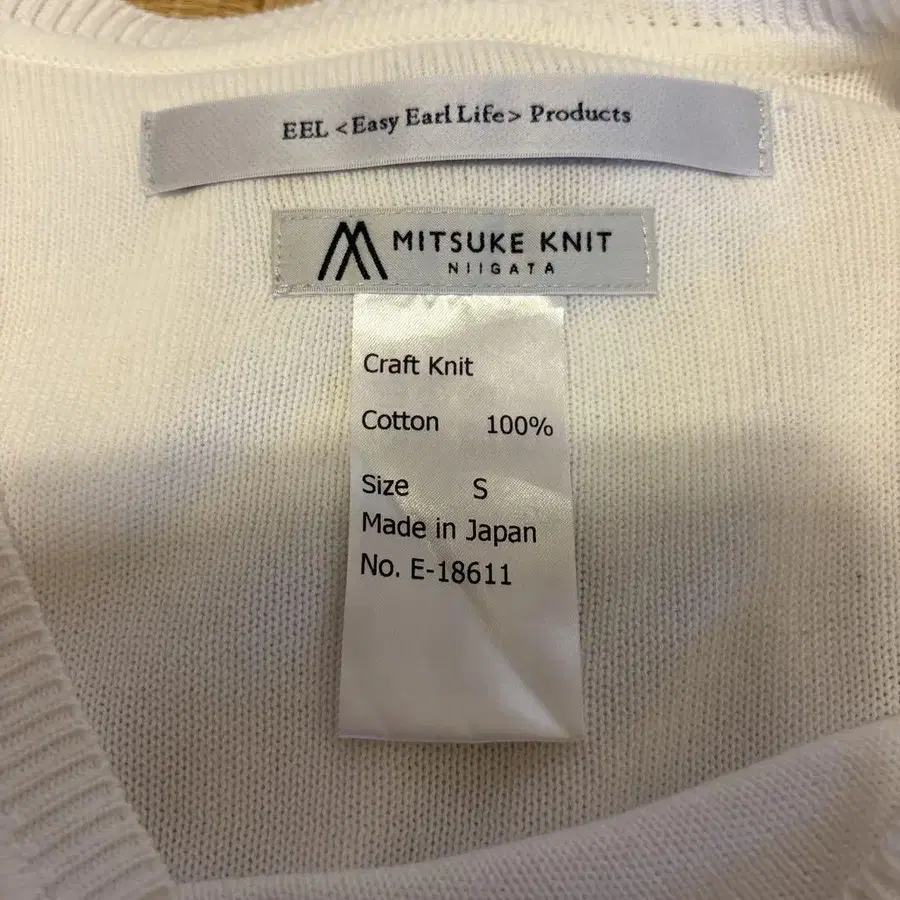 EEL <Easy Earl Life> Products
MITSUKE KNIT
NIIGATA
Craft Knit
Cotton 100%
Size S
Made in Japan
No. E-18611